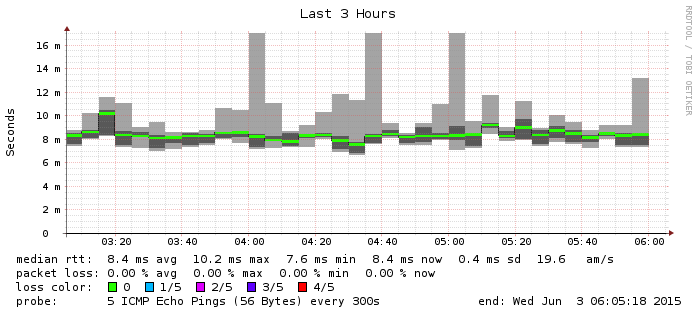 Last 3 Hours
RRDTOOL / TOBI OETIKER
Seconds
16 m
14 m
12 m
10 m
8 m
6 m
4 m
2 m
0
03:20 03:40 04:00 04:20 04:40 05:00 05:20 05:40 06:00
median rtt: 8.4 ms avg 10.2 ms max 7.6 ms min 8.4 ms now 0.4 ms sd 19.6 am/s
packet loss: 0.00 % avg 0.00 % max 0.00 % min 0.00 % now
loss color: 0 1/5 2/5 3/5 4/5
probe: 5 ICMP Echo Pings (56 Bytes) every 300s end: Wed Jun 3 06:05:18 2015